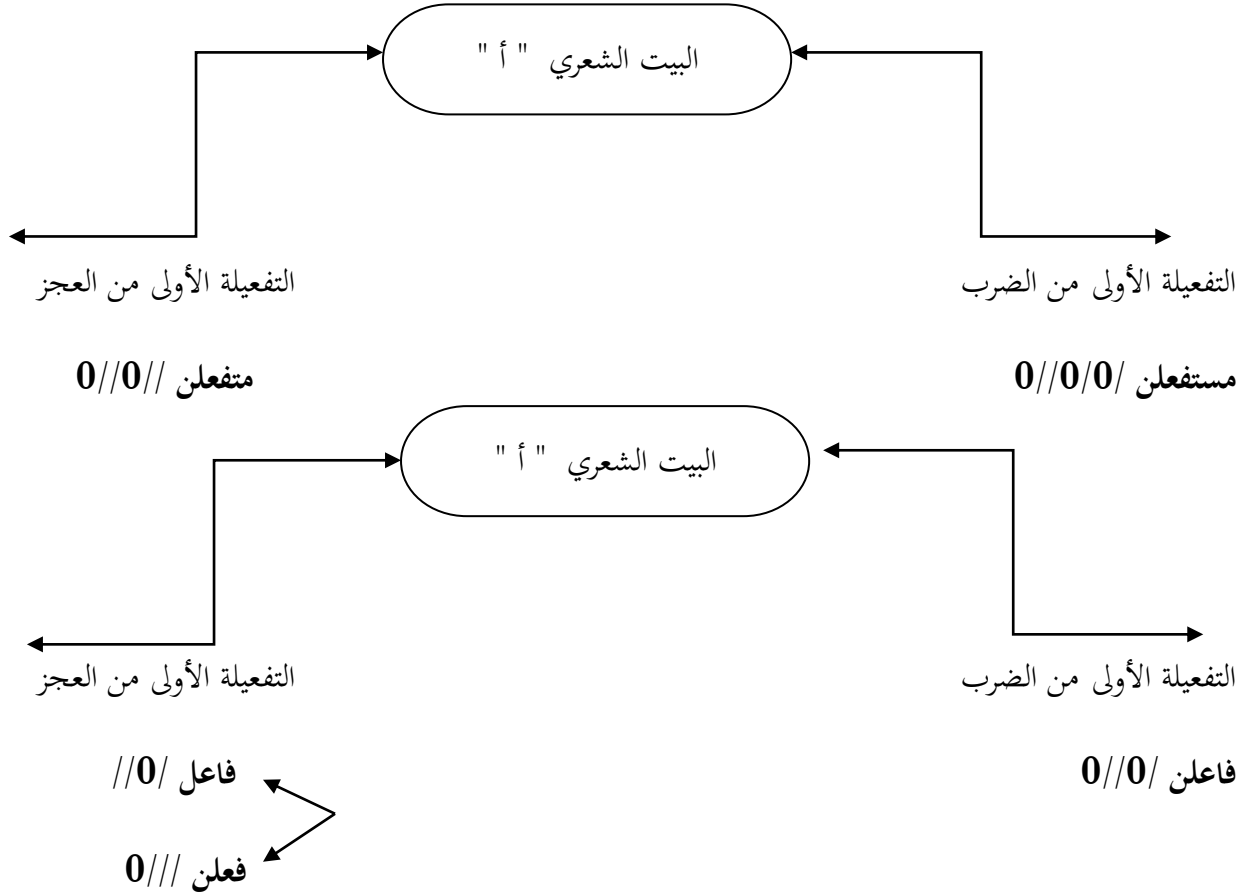 البيت الشعري " أ "
التفعيلة الأولى من الضرب
التفعيلة الأولى من العجز
مستفعلن /0/0//0
متفعلن //0//0
البيت الشعري " أ "
التفعيلة الأولى من الضرب
التفعيلة الأولى من العجز
فاعلن /0//0
فاعل /0//
فعلن ///0